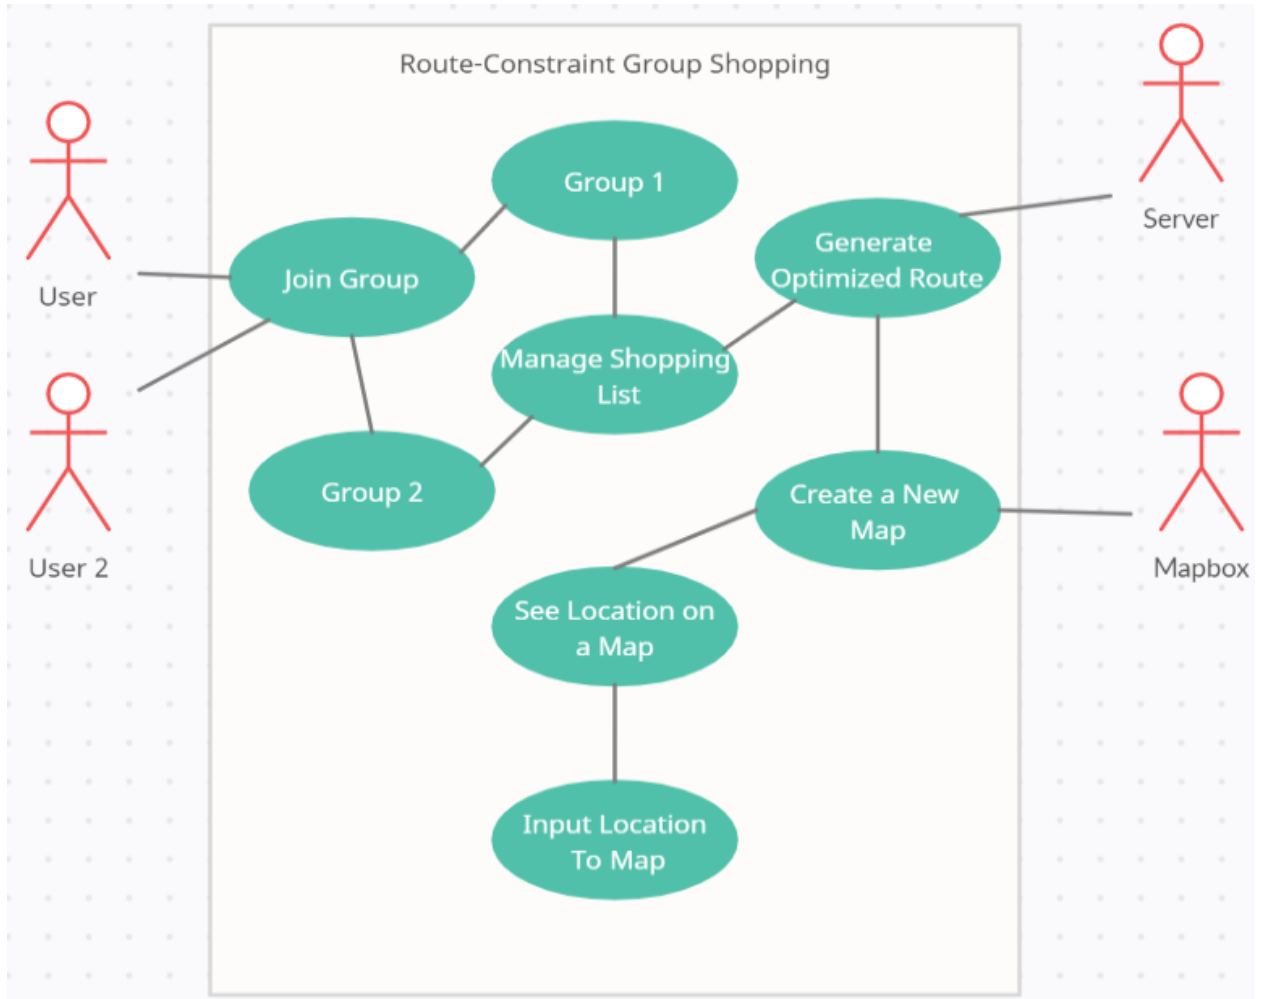 Route-Constraint Group Shopping
Group 1
Server
Generate
Optimized Route
Join Group
User
Manage Shopping
List
Group 2
Create a New
Map
User 2
Mapbox
See Location on
a Map
Input Location
To Map